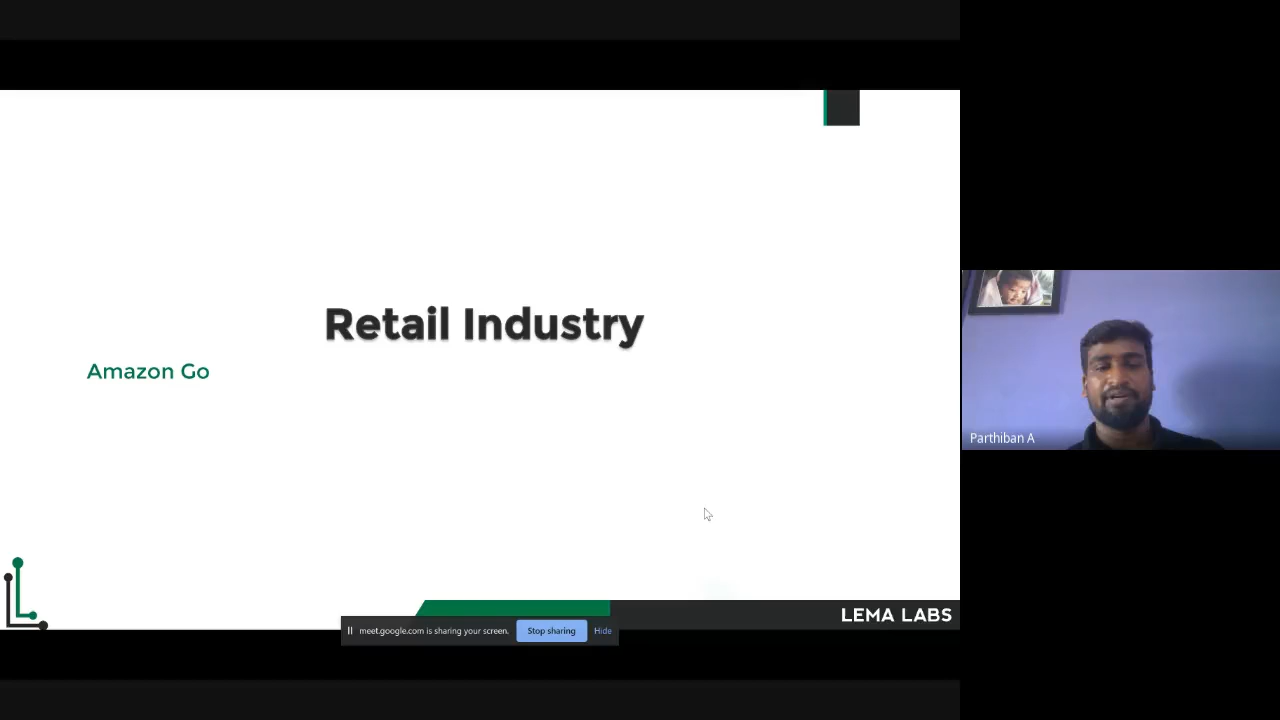 Retail Industry
Amazon Go
Parthiban A
LEMA LABS
meet.google.com is sharing your screen. Stop sharing Hide